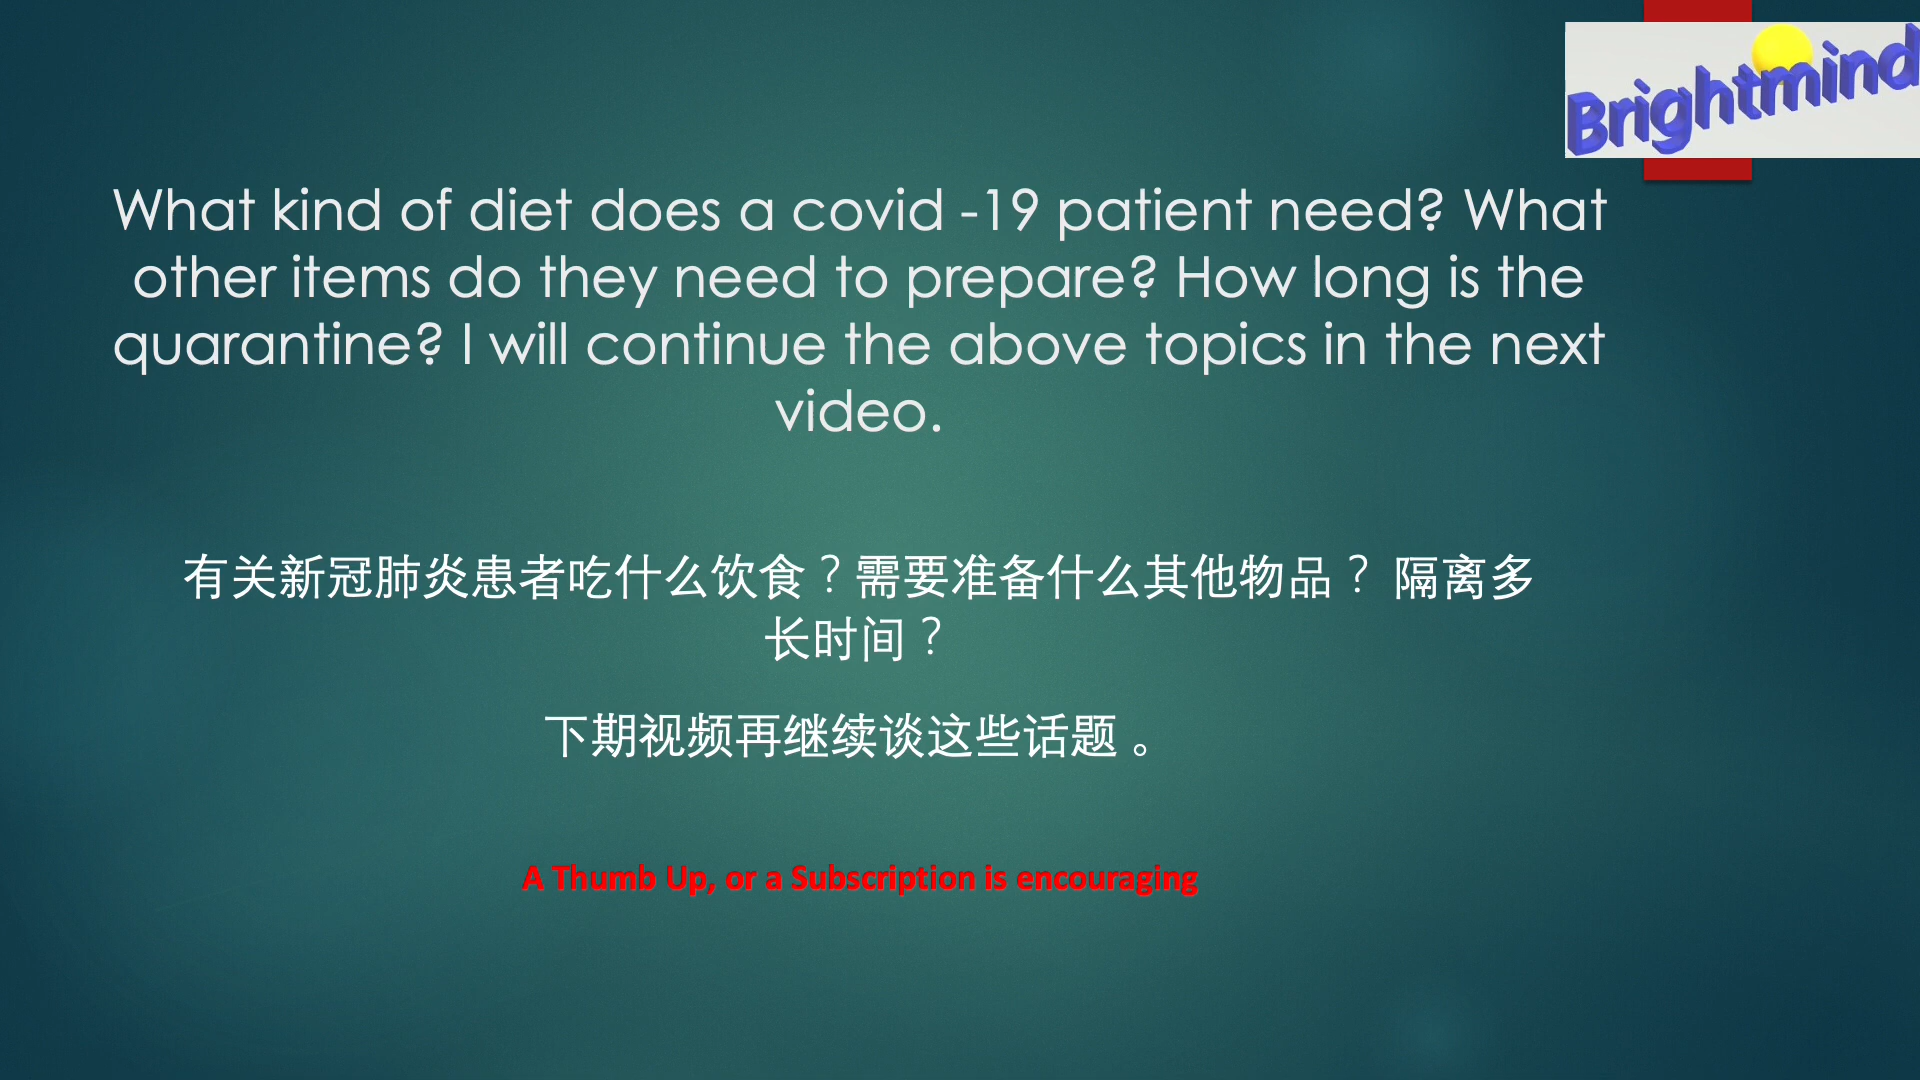 Brightmind
What kind of diet does a covid -19 patient need? What
other items do they need to prepare? How long is the
quarantine? I will continue the above topics in the next
video.
有关新冠肺炎患者吃什么饮食？需要准备什么其他物品？ 隔离多
长时间？
下期视频再继续谈这些话题 。
A Thumb Up, or a Subscription is encouraging